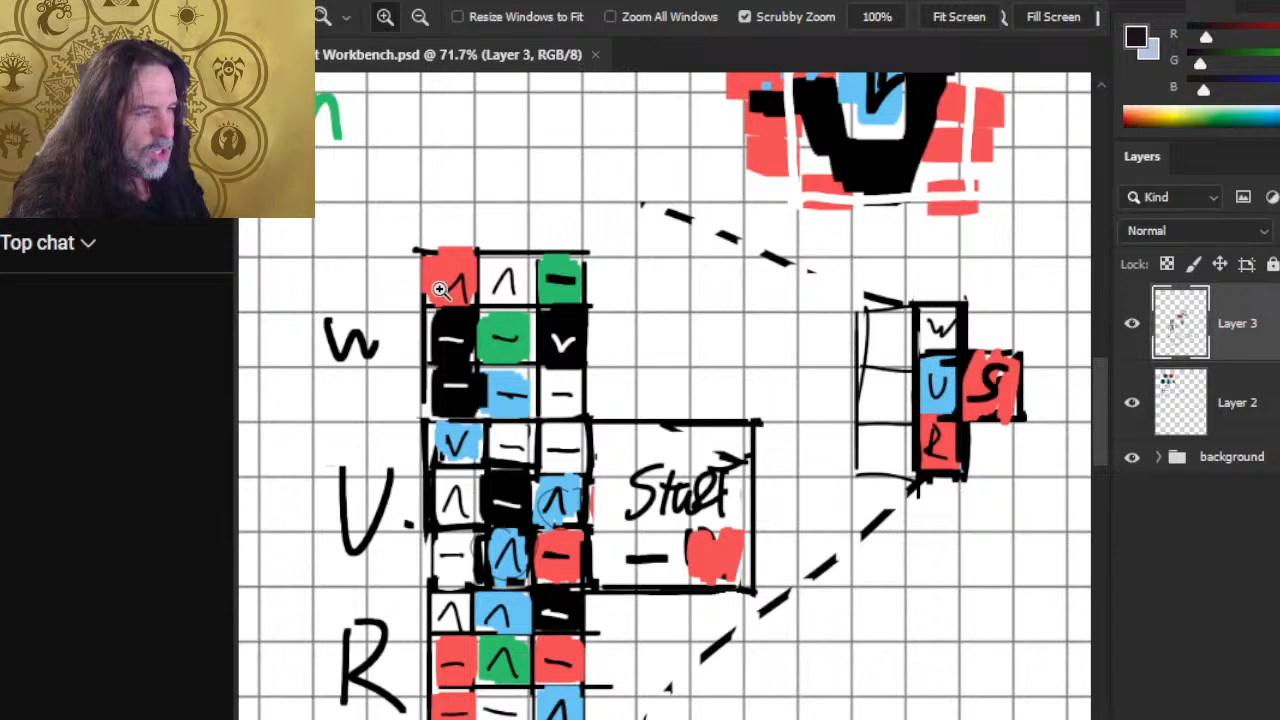 Resize Windows to Fit
Zoom All Windows
Scrubby Zoom
100%
Fit Screen
Fill Screen
t Workbench.psd @ 71.7% (Layer 3, RGB/8)
R
G
B
Top chat
Layers
Kind
Normal
Lock:
Layer 3
Layer 2
background
n
W
U.
R
Start
W
U
S
R